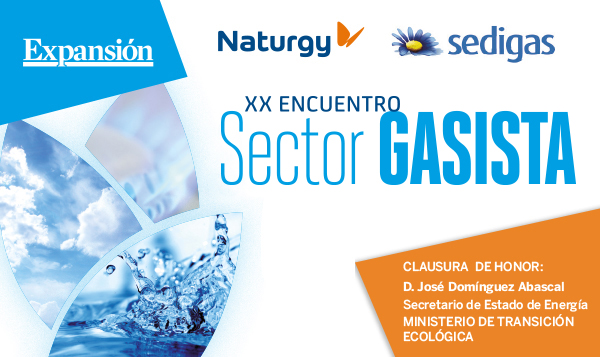 Expansión
Naturgy
sedigas
XX ENCUENTRO
Sector GASISTA
CLAUSURA DE HONOR:
D. José Domínguez Abascal
Secretario de Estado de Energía
MINISTERIO DE TRANSICIÓN
ECOLÓGICA